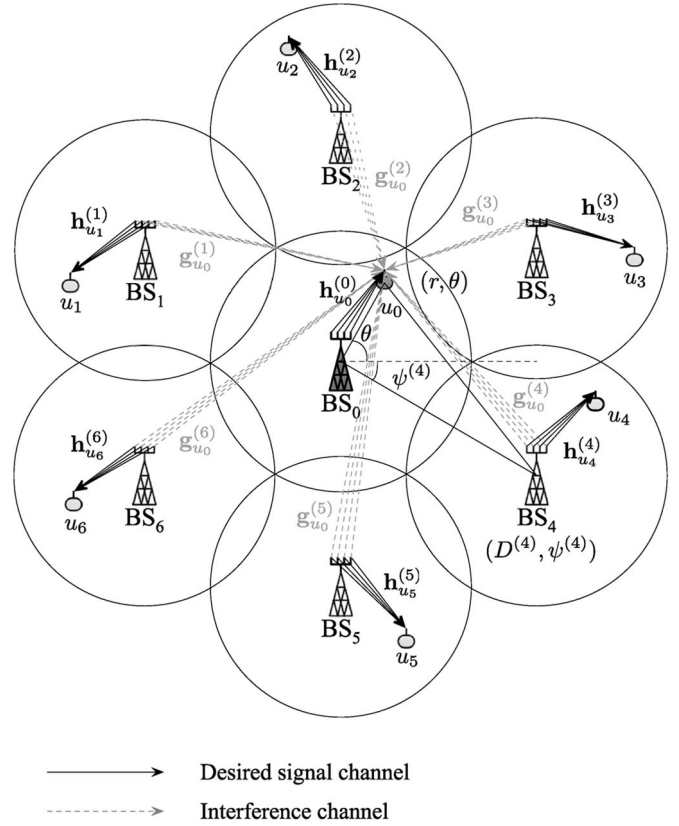 u₂
𝐡_{u₂}^{(2)}
BS₂
𝐠_{u₀}^{(2)}
𝐡_{u₁}^{(1)}
u₁
BS₁
𝐠_{u₀}^{(1)}
𝐠_{u₀}^{(3)}
𝐡_{u₃}^{(3)}
BS₃
u₃
𝐡_{u₀}^{(0)}
u₀
(r, θ)
θ
BS₀
ψ^{(4)}
𝐠_{u₀}^{(4)}
u₄
𝐡_{u₄}^{(4)}
BS₄
(D^{(4)}, ψ^{(4)})
𝐡_{u₆}^{(6)}
u₆
BS₆
𝐠_{u₀}^{(6)}
𝐠_{u₀}^{(5)}
𝐡_{u₅}^{(5)}
BS₅
u₅
Desired signal channel
Interference channel